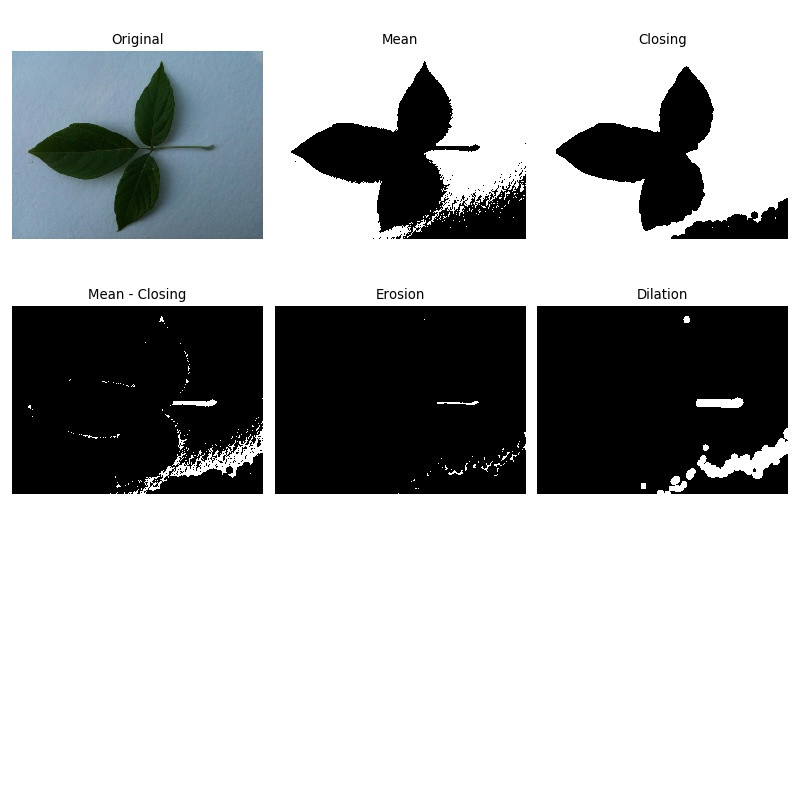 Original
Mean
Closing
Mean - Closing
Erosion
Dilation